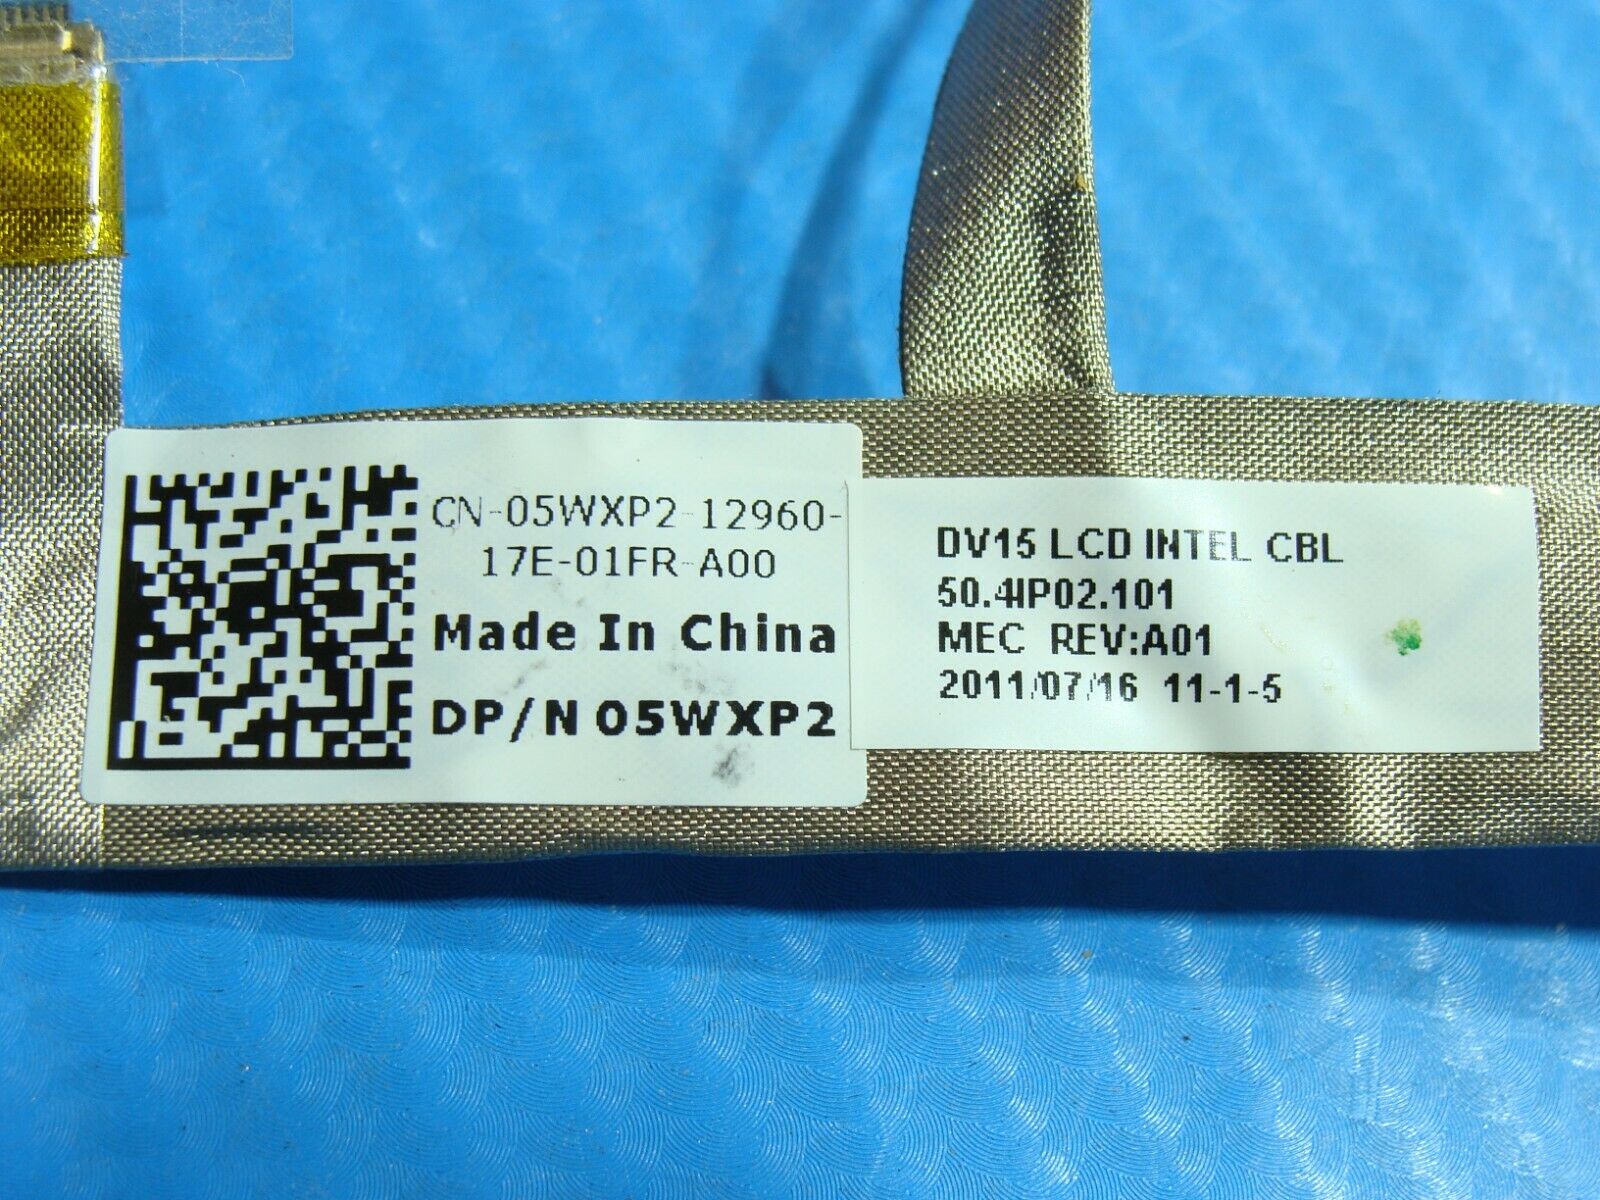 CN-05WXP2-12960-
17E-01FR-A00
Made In China
DP/N 05WXP2
DV15 LCD INTEL CBL
50.4IP02.101
MEC REV:A01
2011/07/16 11-1-5